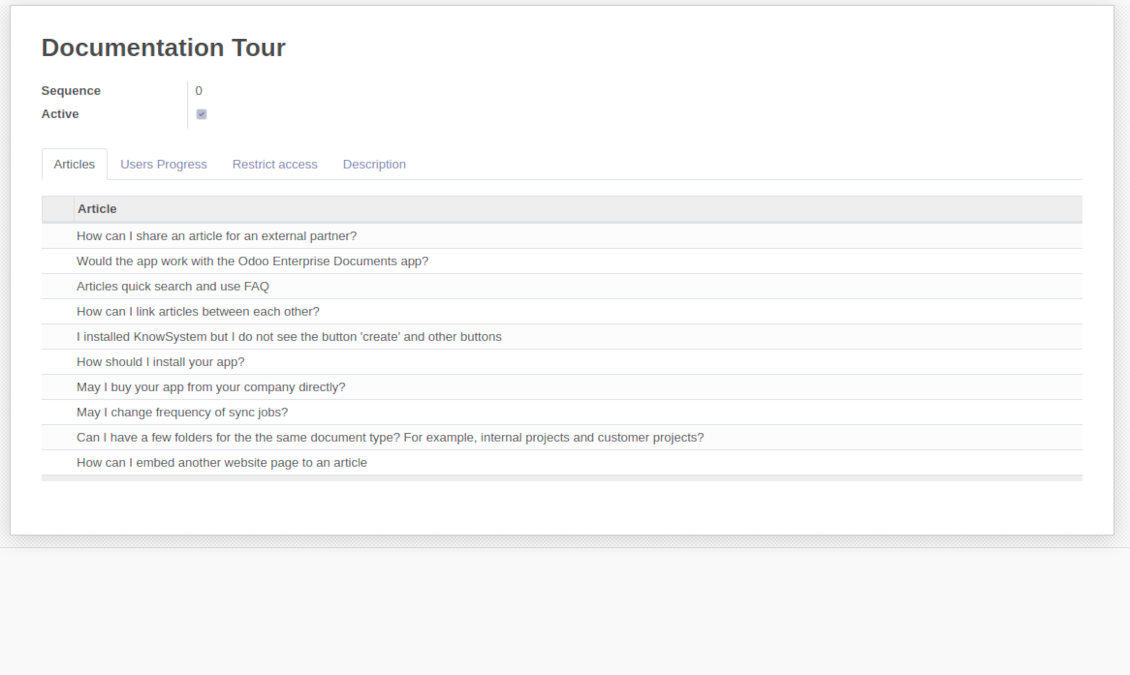 Documentation Tour
Sequence 0
Active
Articles Users Progress Restrict access Description
Article
How can I share an article for an external partner?
Would the app work with the Odoo Enterprise Documents app?
Articles quick search and use FAQ
How can I link articles between each other?
I installed KnowSystem but I do not see the button 'create' and other buttons
How should I install your app?
May I buy your app from your company directly?
May I change frequency of sync jobs?
Can I have a few folders for the the same document type? For example, internal projects and customer projects?
How can I embed another website page to an article